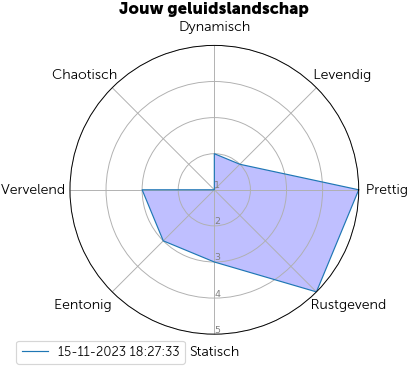 Jouw geluidslandschap
Dynamisch
Chaotisch
Levendig
Vervelend
Prettig
1
2
3
4
5
Eentonig
Rustgevend
Statisch
15-11-2023 18:27:33